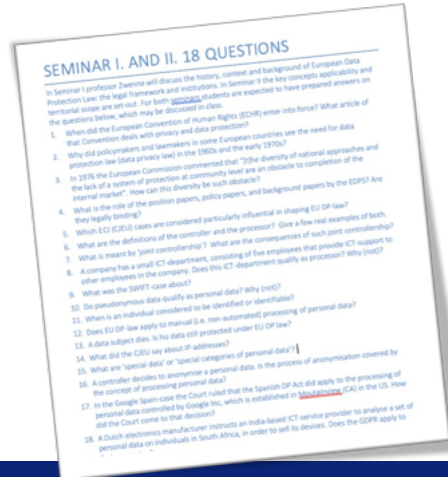 SEMINAR I. AND II. 18 QUESTIONS
In Seminar I professor Zwenne will discuss the history, context and background of European Data
Protection Law: the legal framework and institutions. In Seminar II the key concepts applicability and
territorial scope are set out. For both students are expected to have prepared answers on
the questions below, which may be discussed in class.
1. When did the European Convention of Human Rights (ECHR) enter into force? What article of
that Convention deals with privacy and data protection?
2. Why did policymakers and lawmakers in some European countries see the need for data
protection law (data privacy law) in the 1960s and the early 1970s?
3. In 1976 the European Commission commented that "(t)he diversity of national approaches and
the lack of a system of protection at community level are an obstacle to completion of the
internal market". How can this diversity be such obstacle?
4. What is the role of the position papers, policy papers, and background papers by the EDPS? Are
they legally binding?
5. Which ECJ (CJEU) cases are considered particularly influential in shaping EU DP-law?
6. What are the definitions of the controller and the processor? Give a few real examples of both.
7. What is meant by 'joint controllership'? What are the consequences of such joint controllership?
8. A company has a small ICT-department, consisting of five employees that provide ICT-support to
other employees in the company. Does this ICT-department qualify as processor? Why (not)?
9. What was the SWIFT-case about?
10. Do pseudonymous data qualify as personal data? Why (not)?
11. When is an individual considered to be identified or identifiable?
12. Does EU DP-law apply to manual (i.e. non-automated) processing of personal data?
13. A data subject dies. Is his data still protected under EU DP law?
14. What did the CJEU say about IP-addresses?
15. What are 'special data' or 'special categories of personal data'?
16. A controller decides to anonymise a personal data. Is the process of anonymisation covered by
the concept of processing personal data?
17. In the Google Spain-case the Court ruled that the Spanish DP Act did apply to the processing of
personal data controlled by Google Inc, which is established in (CA) in the US. How
did the Court come to that decision?
18. A Dutch electronics manufacturer instructs an India-based ICT-service provider to analyse a set of
personal data on individuals in South Africa, in order to sell its devices. Does the GDPR apply to